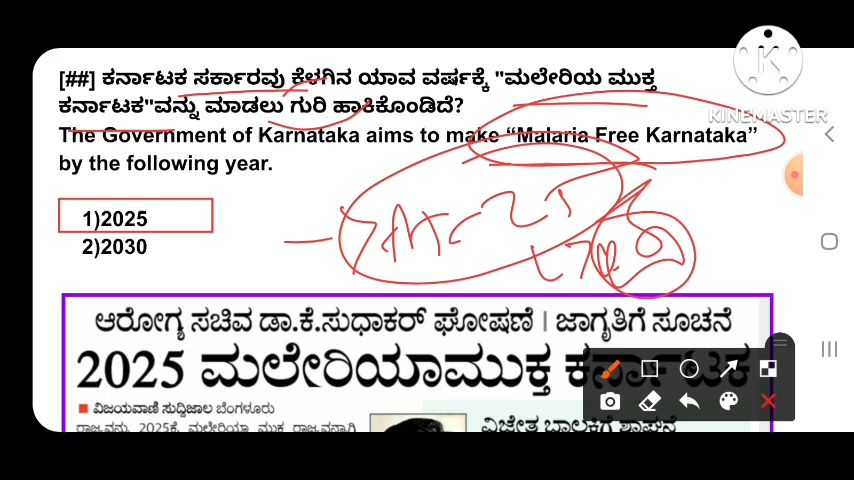 [##] ಕರ್ನಾಟಕ ಸರ್ಕಾರವು ಕೆಳಗಿನ ಯಾವ ವರ್ಷಕ್ಕೆ "ಮಲೇರಿಯ ಮುಕ್ತ
ಕರ್ನಾಟಕ"ವನ್ನು ಮಾಡಲು ಗುರಿ ಹಾಕಿಕೊಂಡಿದೆ?
KINEMASTER
The Government of Karnataka aims to make “Malaria Free Karnataka”
by the following year.
1)2025
2)2030
ಆರೋಗ್ಯ ಸಚಿವ ಡಾ.ಕೆ.ಸುಧಾಕರ್ ಘೋಷಣೆ | ಜಾಗೃತಿಗೆ ಸೂಚನೆ
2025 ಮಲೇರಿಯಾಮುಕ್ತ ಕರ್ನಾಟಕ
ವಿಜಯವಾಣಿ ಸುದ್ದಿಜಾಲ ಬೆಂಗಳೂರು